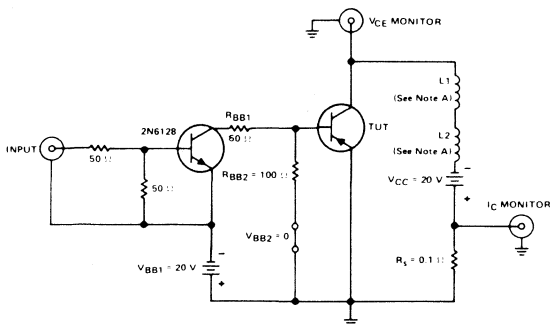 VCE MONITOR
L1
(See Note A)
2N6128
RBB1
60 Ω
TUT
INPUT
50 Ω
L2
(See Note A)
RBB2 = 100 Ω
50 Ω
VCC = 20 V
-
+
IC MONITOR
VBB2 = 0
VBB1 = 20 V
-
+
Rs = 0.1 Ω